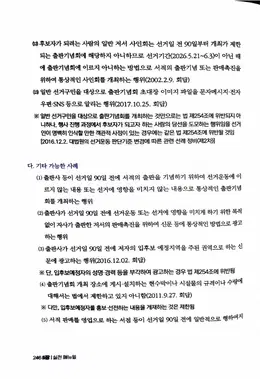 ⑬ 후보자가 되려는 사람의 일반 저서 사인회는 선거일 전 90일부터 개최가 제한
되는 출판기념회에 해당하지 아니하므로 선거기간(2026.5.21~6.3)이 아닌 때
에 출판기념회에 이르지 아니하는 방법으로 서적의 출판기념 또는 판매촉진을
위하여 통상적인 사인회를 개최하는 행위(2002.2.9. 회답)
일반 선거구민을 대상으로 출판기념회 초대장 이미지 파일을 문자메시지·전자
우편·SNS 등으로 알리는 행위(2017.10.25. 회답)
※ 일반 선거구민을 대상으로 출판기념회를 개최하는 것만으로는 법 제254조에 위반되지 아
니하나, 행사 진행 과정에서 후보자가 되고자 하는 사람의 당선을 도모하는 행위임을 선거
인이 명백히 인식할 만한 객관적 사정이 있는 경우에는 같은 법 제254조에 위반될 것임
[2016.12.2. 대법원의 선거운동 판단기준 변경에 따른 관련 선례 정비(제2차)]
다. 기타 가능한 사례
(1) 출판사 등이 선거일 90일 전에 서적의 출판을 기념하기 위하여 선거운동에 이
르지 않는 내용 또는 선거에 영향을 미치지 않는 내용으로 통상적인 출판기념
회를 개최하는 행위
(2) 출판사가 선거일 90일 전에 선거운동 또는 선거에 영향을 미치게 하기 위한 목적
없이 자사가 출판한 저서의 판매촉진을 위하여 신문 등에 통상적인 방법으로 광고
하는 행위
(3) 출판사가 선거일 90일 전에 저자의 입후보 예정지역을 주된 권역으로 하는 신
문에 광고하는 행위(2016.12.02. 회답)
※ 단, 입후보예정자의 성명·경력 등을 부각하여 광고하는 경우 법 제254조에 위반됨
(4) 출판기념회 개최 장소에 게시·설치하는 현수막이나 시설물의 규격이나 수량에
대해서는 법에서 제한하고 있지 아니함(2011.9.27. 회답)
※ 다만, 입후보예정자를 홍보·선전하는 내용을 게재하는 것은 제한됨
(5) 서적 판매를 영업으로 하는 서점 등이 선거일 90일 전에 일반적으로 행하여지
246 | 실전 매뉴얼